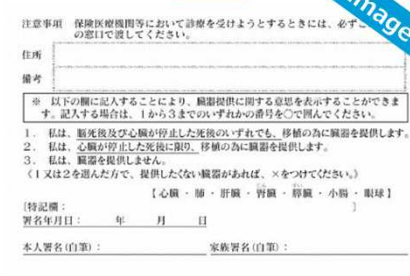 mage
注意事項 保険医療機関等において診療を受けようとするときには、必ずこ
の窓口で渡してください。
住所
備考
※ 以下の欄に記入することにより、臓器提供に関する意思を表示することができま
す。記入する場合は、1から3までのいずれかの番号を○で囲んでください。
1. 私は、脳死後及び心臓が停止した死後のいずれでも、移植の為に臓器を提供します。
2. 私は、心臓が停止した死後に限り、移植の為に臓器を提供します。
3. 私は、臓器を提供しません。
《1又は2を選んだ方で、提供したくない臓器があれば、×をつけてください。》
【心臓・肺・肝臓・腎臓・膵臓・小腸・眼球】
[特記欄: ]
署名年月日: 年 月 日
本人署名(自筆): 家族署名(自筆):